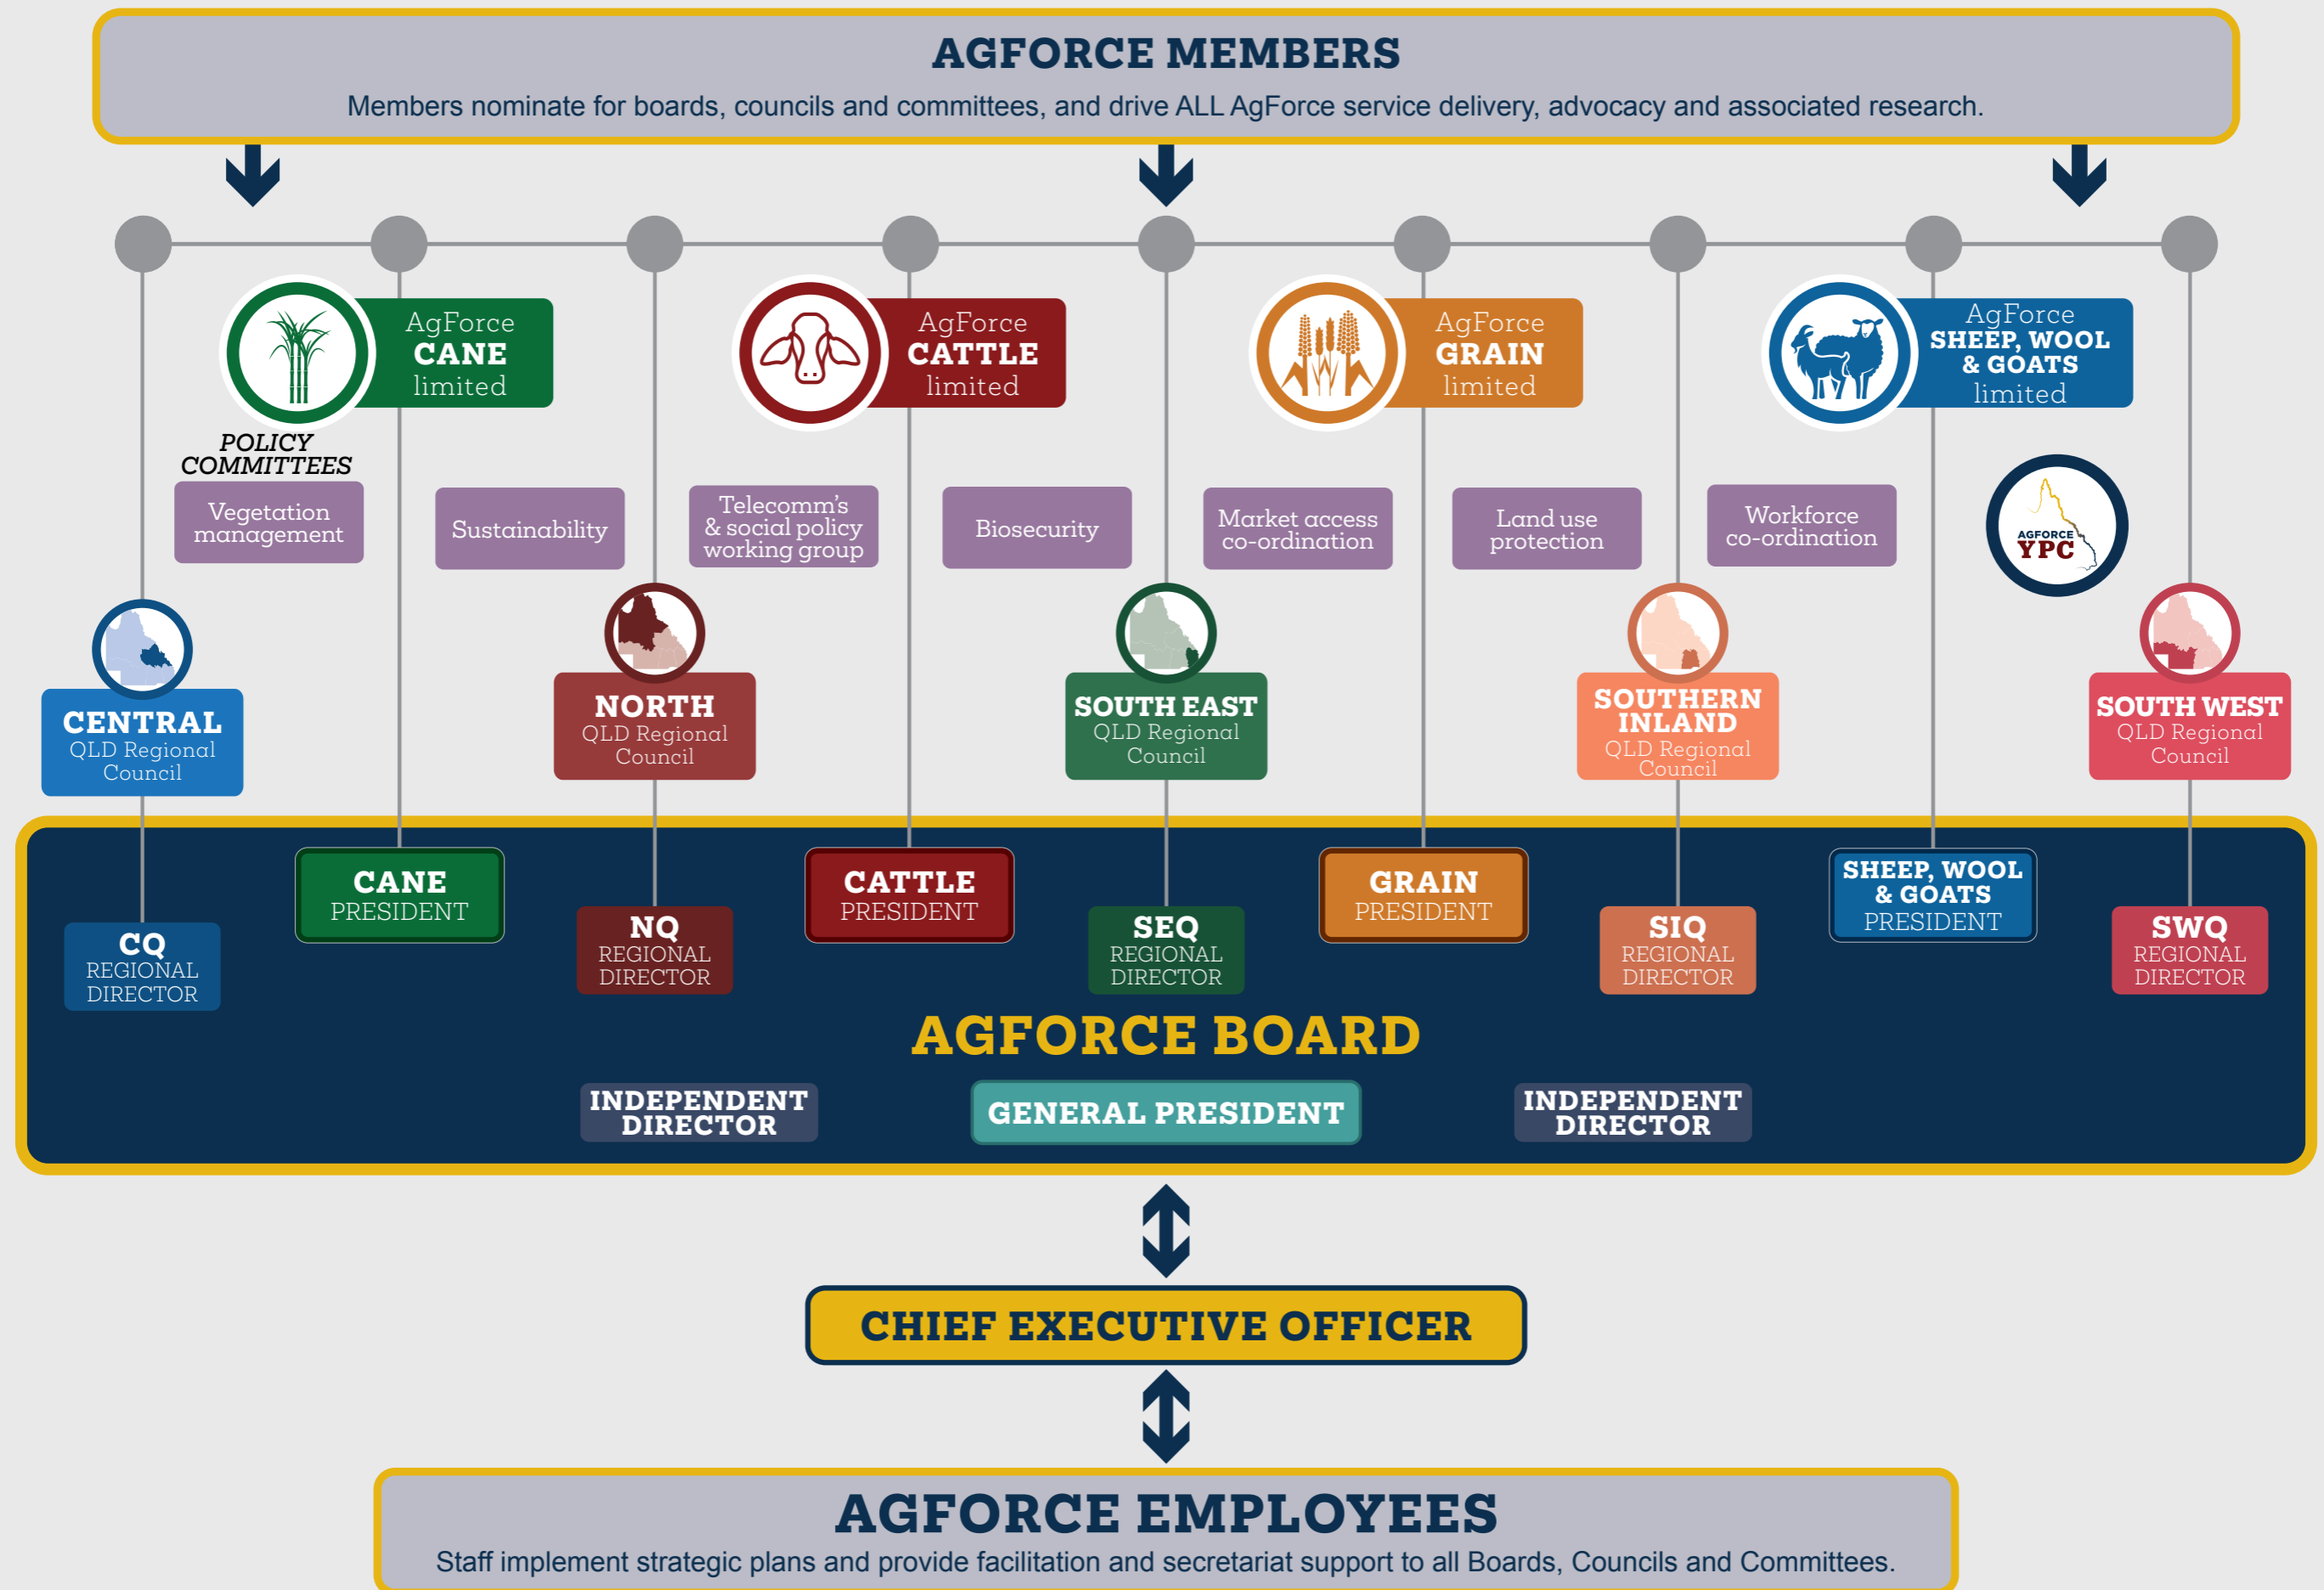 AGFORCE MEMBERS
Members nominate for boards, councils and committees, and drive ALL AgForce service delivery, advocacy and associated research.
AgForce
CANE
limited
AgForce
CATTLE
limited
AgForce
GRAIN
limited
AgForce
SHEEP, WOOL
& GOATS
limited
POLICY
COMMITTEES
Vegetation
management
Sustainability
Telecomm's
& social policy
working group
Biosecurity
Market access
co-ordination
Land use
protection
Workforce
co-ordination
AGFORCE
YPC
CENTRAL
QLD Regional
Council
NORTH
QLD Regional
Council
SOUTH EAST
QLD Regional
Council
SOUTHERN
INLAND
QLD Regional
Council
SOUTH WEST
QLD Regional
Council
CQ
REGIONAL
DIRECTOR
CANE
PRESIDENT
NQ
REGIONAL
DIRECTOR
CATTLE
PRESIDENT
SEQ
REGIONAL
DIRECTOR
GRAIN
PRESIDENT
SIQ
REGIONAL
DIRECTOR
SHEEP, WOOL
& GOATS
PRESIDENT
SWQ
REGIONAL
DIRECTOR
AGFORCE BOARD
INDEPENDENT
DIRECTOR
GENERAL PRESIDENT
INDEPENDENT
DIRECTOR
CHIEF EXECUTIVE OFFICER
AGFORCE EMPLOYEES
Staff implement strategic plans and provide facilitation and secretariat support to all Boards, Councils and Committees.